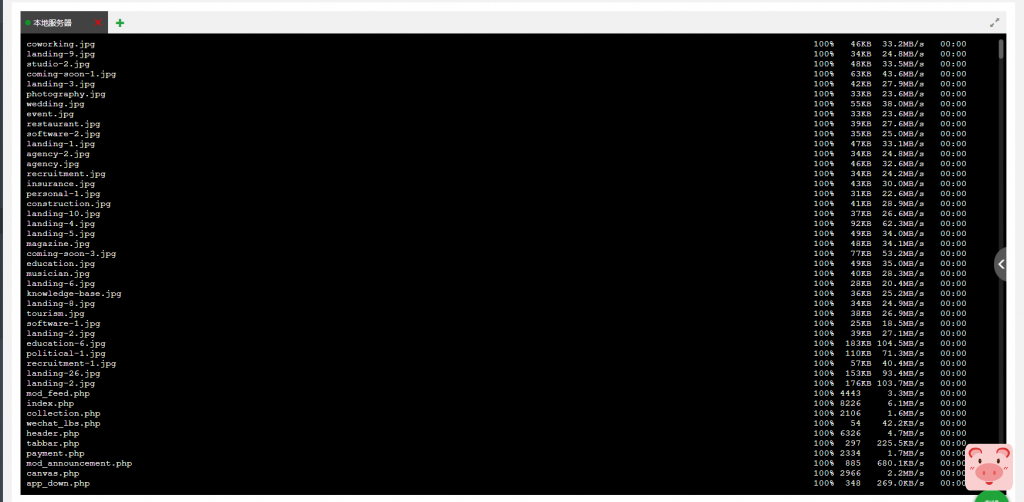 本地服务器
coworking.jpg 100% 46KB 33.2MB/s 00:00
landing-9.jpg 100% 34KB 24.8MB/s 00:00
studio-2.jpg 100% 48KB 33.5MB/s 00:00
coming-soon-1.jpg 100% 63KB 43.6MB/s 00:00
landing-3.jpg 100% 42KB 27.9MB/s 00:00
photography.jpg 100% 33KB 23.6MB/s 00:00
wedding.jpg 100% 55KB 38.0MB/s 00:00
event.jpg 100% 33KB 23.6MB/s 00:00
restaurant.jpg 100% 39KB 27.6MB/s 00:00
software-2.jpg 100% 35KB 25.0MB/s 00:00
landing-1.jpg 100% 47KB 33.1MB/s 00:00
agency-2.jpg 100% 34KB 24.8MB/s 00:00
agency.jpg 100% 46KB 32.6MB/s 00:00
recruitment.jpg 100% 34KB 24.2MB/s 00:00
insurance.jpg 100% 43KB 30.0MB/s 00:00
personal-1.jpg 100% 31KB 22.6MB/s 00:00
construction.jpg 100% 41KB 28.9MB/s 00:00
landing-10.jpg 100% 37KB 26.6MB/s 00:00
landing-4.jpg 100% 92KB 62.3MB/s 00:00
landing-5.jpg 100% 49KB 34.0MB/s 00:00
magazine.jpg 100% 48KB 34.1MB/s 00:00
coming-soon-3.jpg 100% 77KB 53.2MB/s 00:00
education.jpg 100% 49KB 35.0MB/s 00:00
musician.jpg 100% 40KB 28.3MB/s 00:00
landing-6.jpg 100% 28KB 20.4MB/s 00:00
knowledge-base.jpg 100% 36KB 25.2MB/s 00:00
landing-8.jpg 100% 34KB 24.9MB/s 00:00
tourism.jpg 100% 38KB 26.9MB/s 00:00
software-1.jpg 100% 25KB 18.5MB/s 00:00
landing-2.jpg 100% 39KB 27.1MB/s 00:00
education-6.jpg 100% 183KB 104.5MB/s 00:00
political-1.jpg 100% 110KB 71.3MB/s 00:00
recruitment-1.jpg 100% 57KB 40.4MB/s 00:00
landing-26.jpg 100% 153KB 93.4MB/s 00:00
landing-2.jpg 100% 176KB 103.7MB/s 00:00
mod_feed.php 100% 4443 3.3MB/s 00:00
index.php 100% 8226 6.1MB/s 00:00
collection.php 100% 2106 1.6MB/s 00:00
wechat_lbs.php 100% 54 42.2KB/s 00:00
header.php 100% 6326 4.7MB/s 00:00
tabbar.php 100% 297 225.5KB/s 00:00
payment.php 100% 2334 1.7MB/s 00:00
mod_announcement.php 100% 885 680.1KB/s 00:00
canvas.php 100% 2966 2.2MB/s 00:00
app_down.php 100% 348 269.0KB/s 00:00